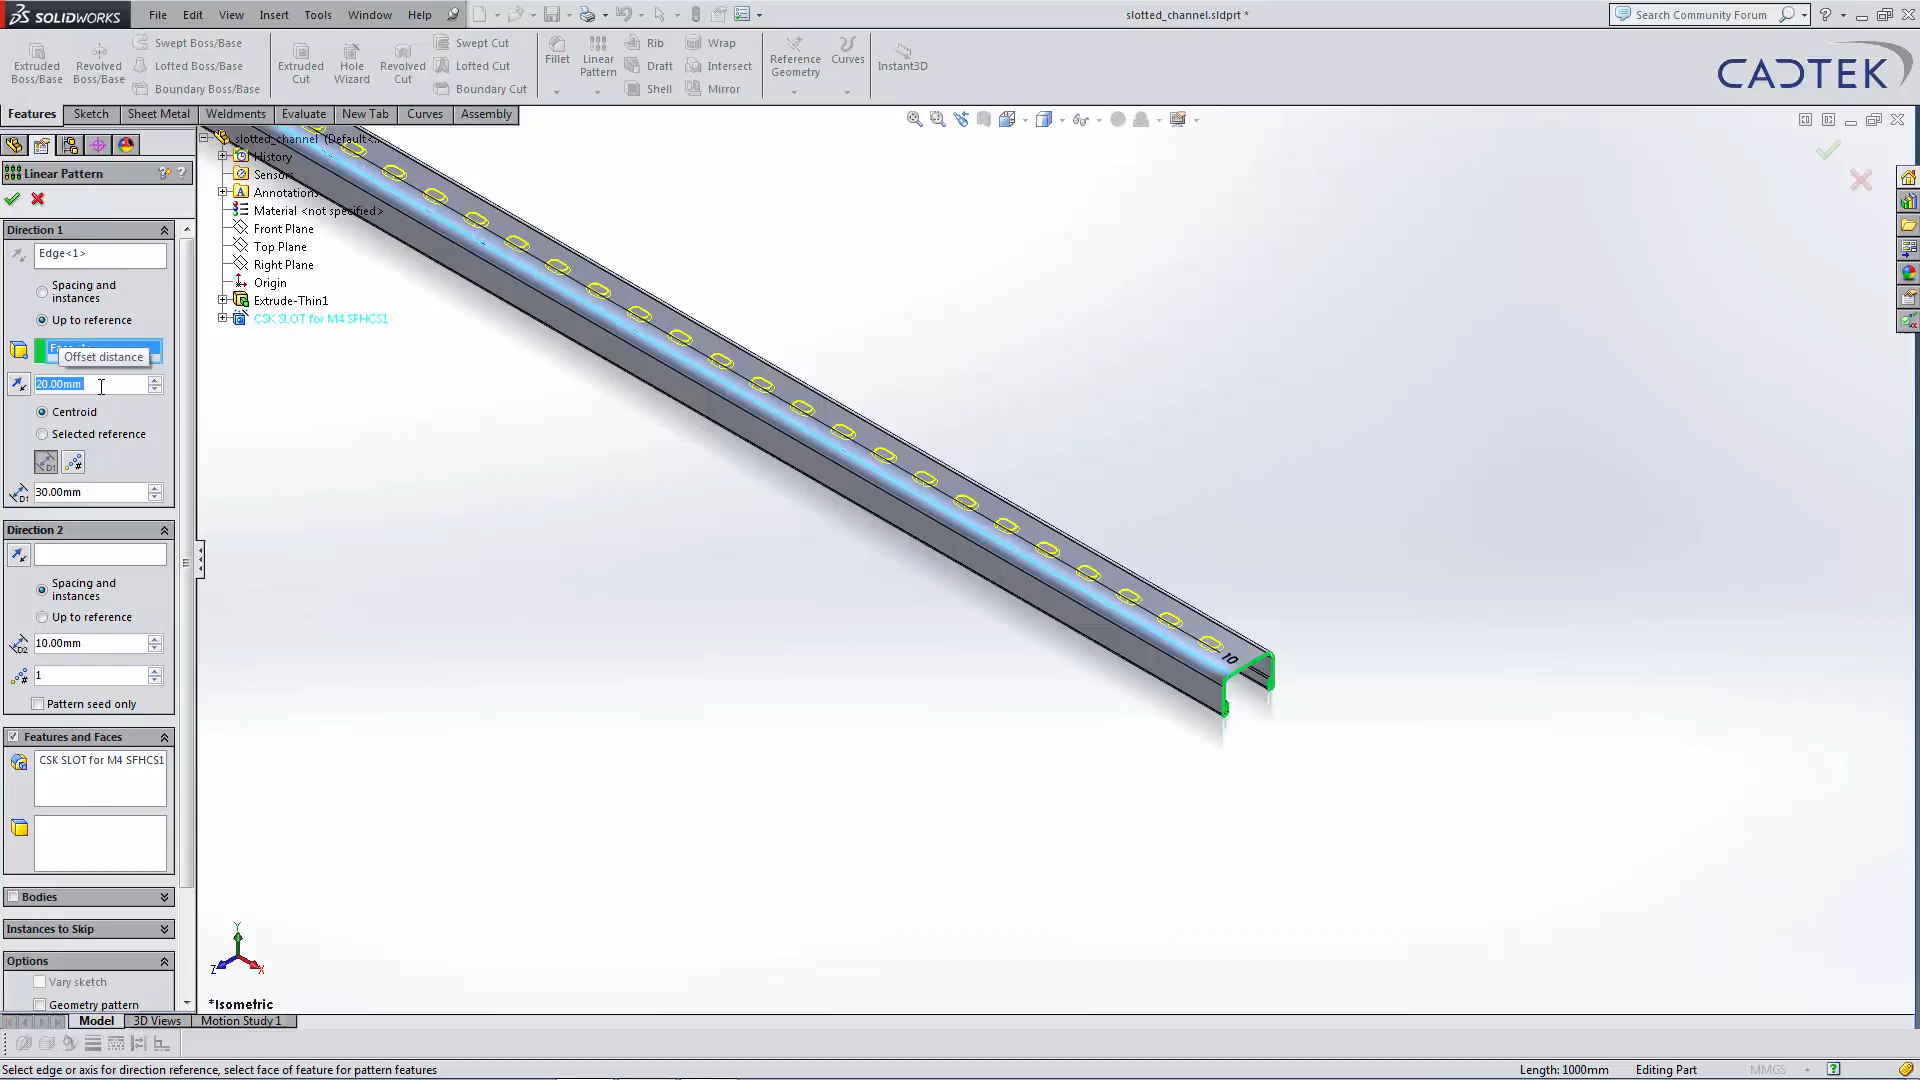 SOLIDWORKS File Edit View Insert Tools Window Help slotted_channel.sldprt * Search Community Forum
Extruded Boss/Base
Revolved Boss/Base
Swept Boss/Base
Lofted Boss/Base
Boundary Boss/Base
Extruded Cut
Hole Wizard
Revolved Cut
Swept Cut
Lofted Cut
Boundary Cut
Fillet
Linear Pattern
Rib
Draft
Shell
Wrap
Intersect
Mirror
Reference Geometry
Curves
Instant3D
CADTEK
Features Sketch Sheet Metal Weldments Evaluate New Tab Curves Assembly
Linear Pattern
Direction 1
Edge<1>
Spacing and
instances
Up to reference
Offset distance
20.00mm
Centroid
Selected reference
30.00mm
Direction 2
Spacing and
instances
Up to reference
10.00mm
1
Pattern seed only
Features and Faces
CSK SLOT for M4 SFHCS1
Bodies
Instances to Skip
Options
Vary sketch
Geometry pattern
slotted_channel (Default<...
History
Sensors
Annotations
Material <not specified>
Front Plane
Top Plane
Right Plane
Origin
Extrude-Thin1
CSK SLOT for M4 SFHCS1
10
Y
Z
X
*Isometric
Model 3D Views Motion Study 1
Select edge or axis for direction reference, select face of feature for pattern features Length: 1000mm Editing Part MMGS